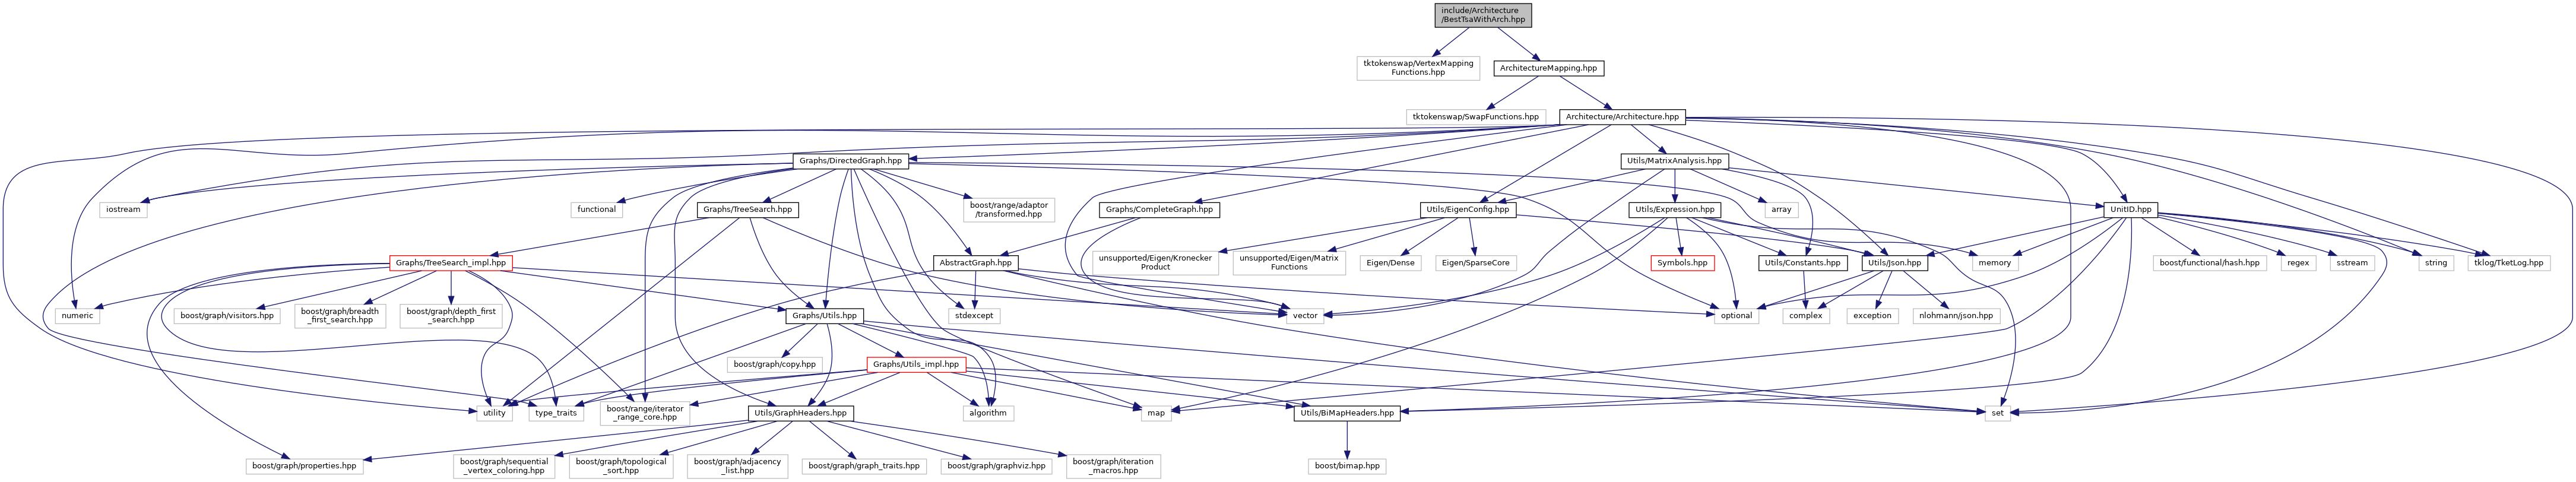 include/Architecture
/BestTsaWithArch.hpp
tktokenswap/VertexMapping
Functions.hpp
ArchitectureMapping.hpp
tktokenswap/SwapFunctions.hpp
Architecture/Architecture.hpp
Graphs/DirectedGraph.hpp
Utils/MatrixAnalysis.hpp
iostream
functional
Graphs/TreeSearch.hpp
boost/range/adaptor
/transformed.hpp
Graphs/CompleteGraph.hpp
Utils/EigenConfig.hpp
Utils/Expression.hpp
array
UnitID.hpp
Graphs/TreeSearch_impl.hpp
AbstractGraph.hpp
unsupported/Eigen/Kronecker
Product
unsupported/Eigen/Matrix
Functions
Eigen/Dense
Eigen/SparseCore
Symbols.hpp
Utils/Constants.hpp
Utils/Json.hpp
memory
boost/functional/hash.hpp
regex
sstream
string
tklog/TketLog.hpp
numeric
boost/graph/visitors.hpp
boost/graph/breadth
_first_search.hpp
boost/graph/depth_first
_search.hpp
Graphs/Utils.hpp
stdexcept
vector
optional
complex
exception
nlohmann/json.hpp
boost/graph/copy.hpp
Graphs/Utils_impl.hpp
utility
type_traits
boost/range/iterator
_range_core.hpp
Utils/GraphHeaders.hpp
algorithm
map
Utils/BiMapHeaders.hpp
set
boost/graph/properties.hpp
boost/graph/sequential
_vertex_coloring.hpp
boost/graph/topological
_sort.hpp
boost/graph/adjacency
_list.hpp
boost/graph/graph_traits.hpp
boost/graph/graphviz.hpp
boost/graph/iteration
_macros.hpp
boost/bimap.hpp